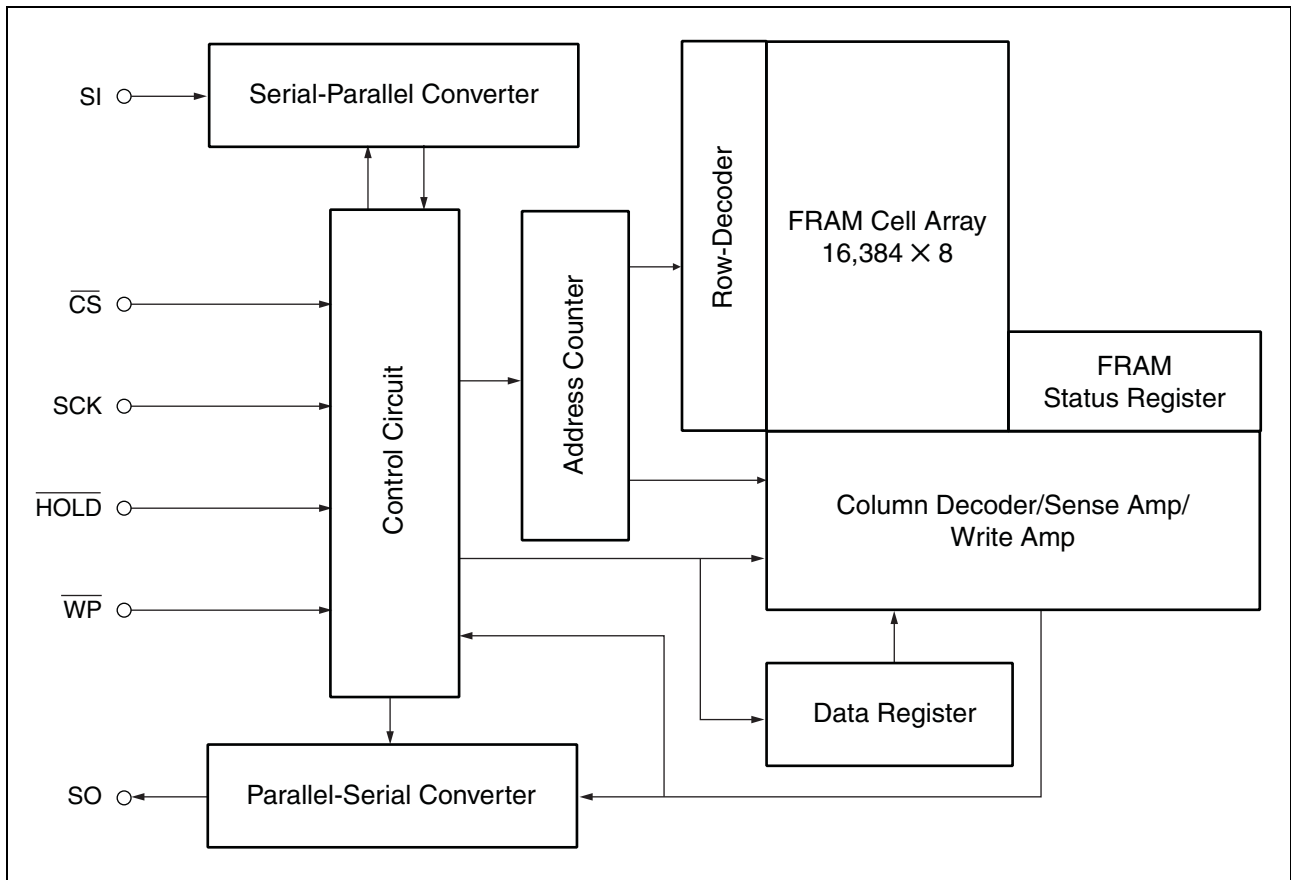 SI
Serial-Parallel Converter
CS
SCK
HOLD
WP
Control Circuit
Address Counter
Row-Decoder
FRAM Cell Array
16,384 × 8
FRAM
Status Register
Column Decoder/Sense Amp/
Write Amp
Data Register
SO
Parallel-Serial Converter